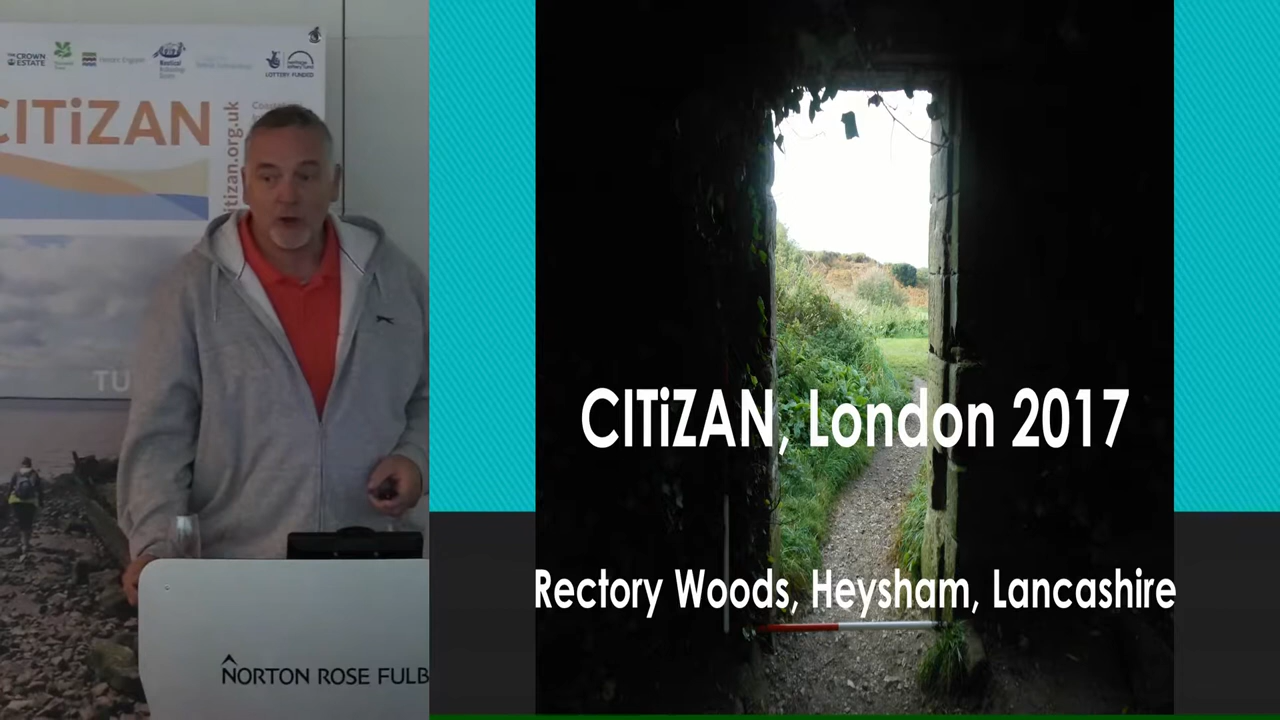 THE CROWN
ESTATE
LOTTERY FUNDED
CITiZAN
citizan.org.uk
TU
NORTON ROSE FULB
CITiZAN, London 2017
Rectory Woods, Heysham, Lancashire